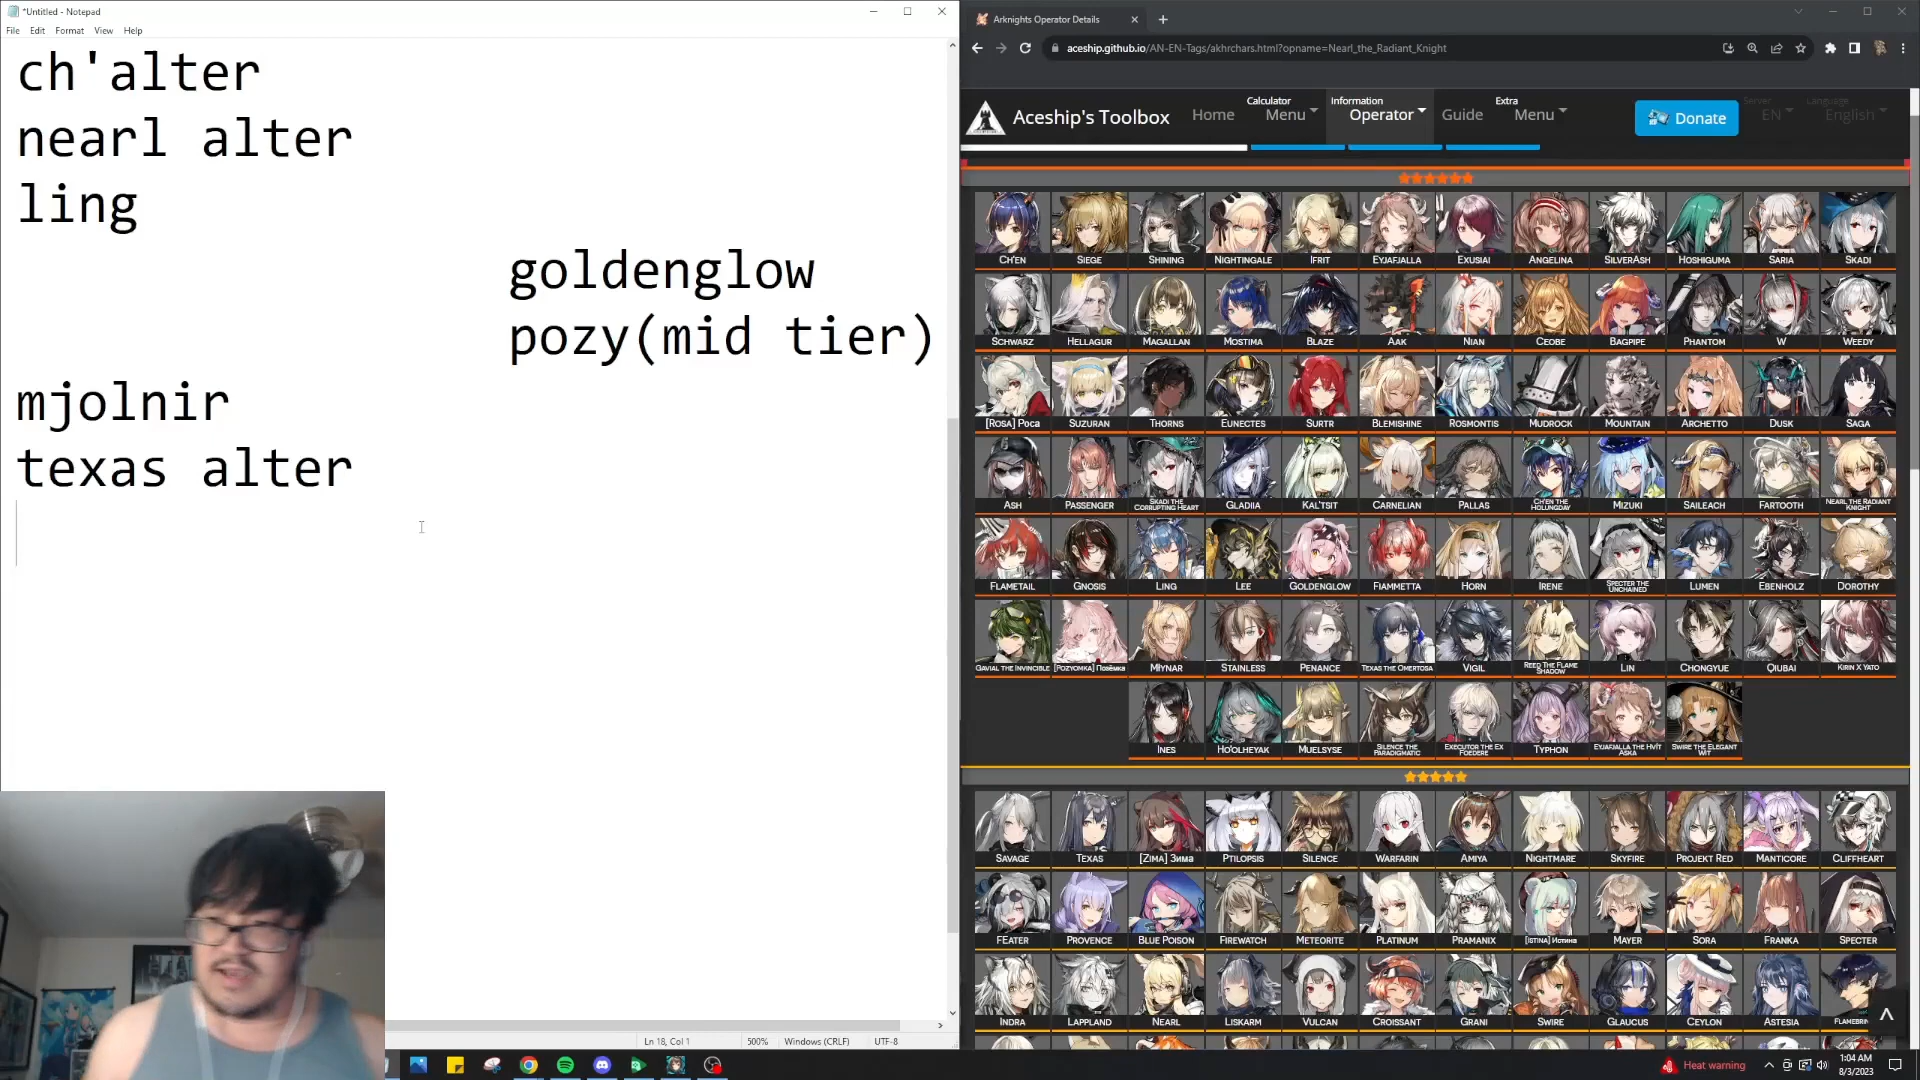 *Untitled - Notepad
File Edit Format View Help
ch'alter
nearl alter
ling
goldenglow
pozy(mid tier)
mjolnir
texas alter
Ln 18, Col 1 500% Windows (CRLF) UTF-8
Arknights Operator Details
aceship.github.io/AN-EN-Tags/akhrchars.html?opname=Nearl_the_Radiant_Knight
Aceship's Toolbox
Home
Calculator
Menu
Information
Operator
Guide
Extra
Menu
Donate
Server
EN
Language
English
CH'EN SIEGE SHINING NIGHTINGALE IFRIT EYJAFJALLA EXUSIAI ANGELINA SILVERASH HOSHIGUMA SARIA SKADI
SCHWARZ HELLAGUR MAGALLAN MOSTIMA BLAZE AAK NIAN CEOBE BAGPIPE PHANTOM W WEEDY
[ROSA] Роса SUZURAN THORNS EUNECTES SURTR BLEMISHINE ROSMONTIS MUDROCK MOUNTAIN ARCHETTO DUSK SAGA
ASH PASSENGER SKADI THE CORRUPTING HEART GLADIIA KAL'TSIT CARNELIAN PALLAS CH'EN THE HOLUNGDAY MIZUKI SAILEACH FARTOOTH NEARL THE RADIANT KNIGHT
FLAMETAIL GNOSIS LING LEE GOLDENGLOW FIAMMETTA HORN IRENE SPECTER THE UNCHAINED LUMEN EBENHOLZ DOROTHY
GAVIAL THE INVINCIBLE [POZYOMKA] Позёмка MŁYNAR STAINLESS PENANCE TEXAS THE OMERTOSA VIGIL REED THE FLAME SHADOW LIN CHONGYUE QIUBAI KIRIN X YATO
INES HO'OLHEYAK MUELSYSE SILENCE THE PARADIGMATIC EXECUTOR THE EX FOEDERE TYPHON EYJAFJALLA THE HVÍT ASKA SWIRE THE ELEGANT WIT
SAVAGE TEXAS [ZIMA] Зима PTILOPSIS SILENCE WARFARIN AMIYA NIGHTMARE SKYFIRE PROJEKT RED MANTICORE CLIFFHEART
FEATER PROVENCE BLUE POISON FIREWATCH METEORITE PLATINUM PRAMANIX [ISTINA] Истина MAYER SORA FRANKA SPECTER
INDRA LAPPLAND NEARL LISKARM VULCAN CROISSANT GRANI SWIRE GLAUCUS CEYLON ASTESIA FLAMEBRIN
Heat warning
1:04 AM
8/3/2023